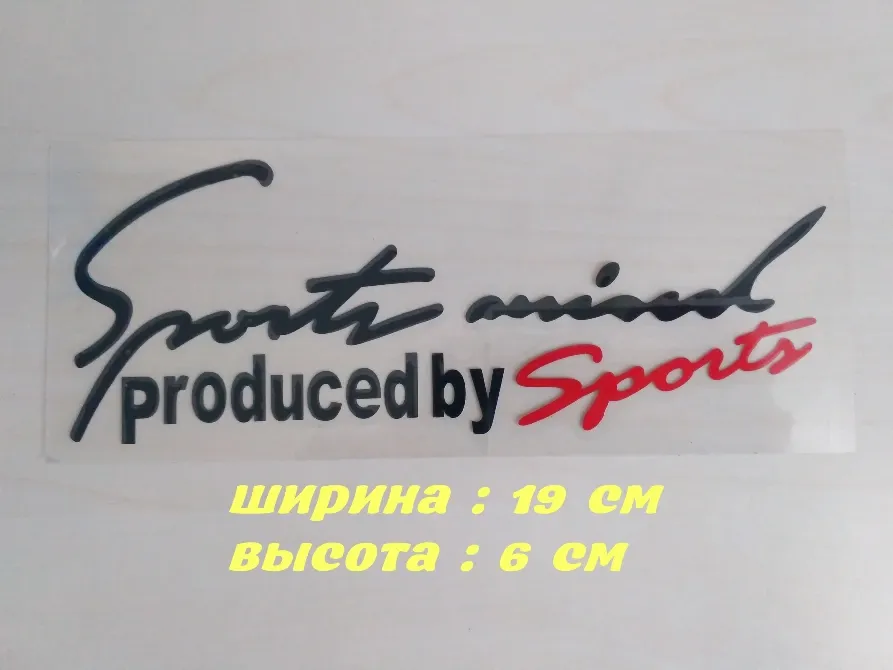 Sports mind
produced by Sports
ширина : 19 см
высота : 6 см